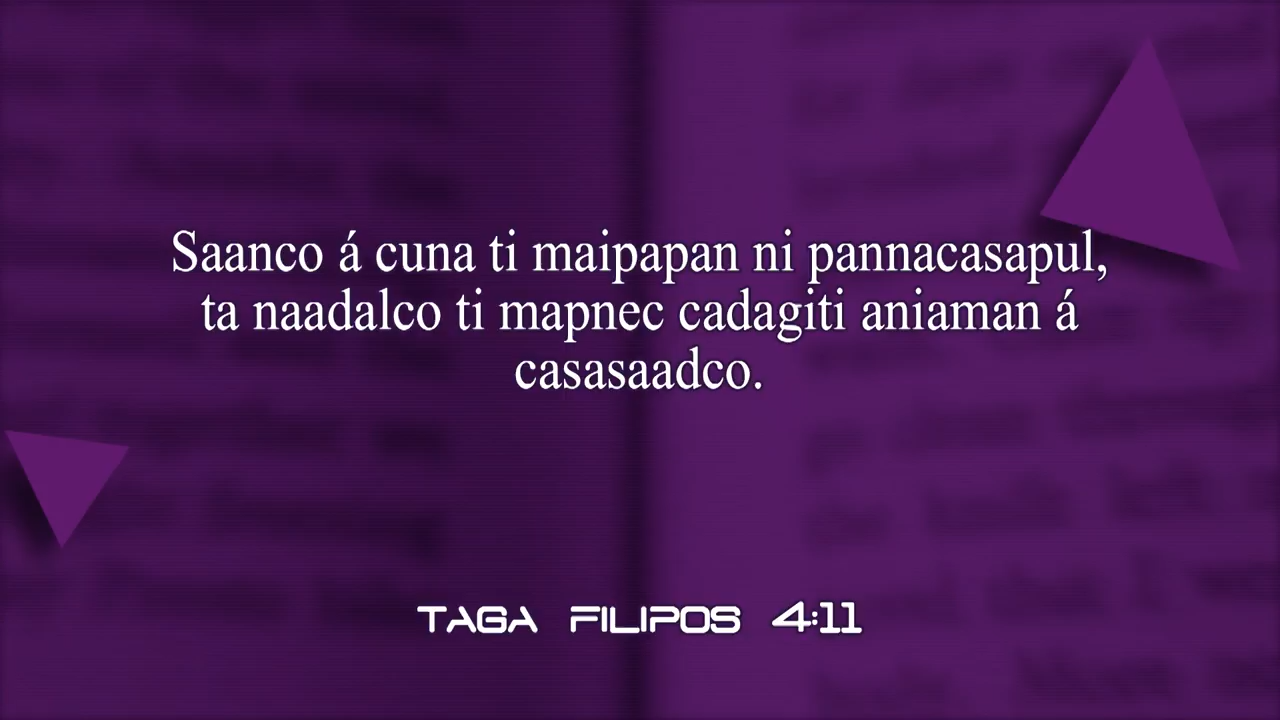 Saanco á cuna ti maipapan ni pannacasapul,
ta naadalco ti mapnec cadagiti aniaman á
casasaadco.
TAGA FILIPOS 4:11